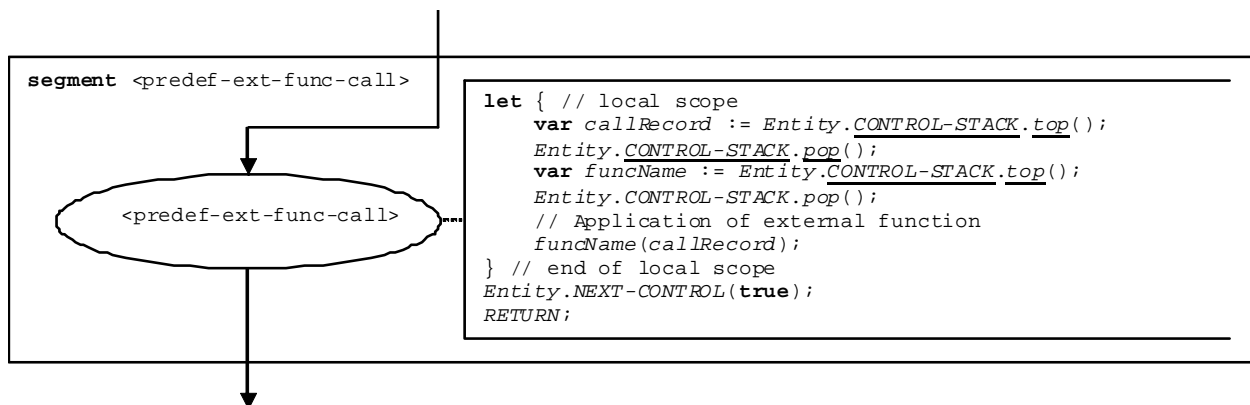 segment <predef-ext-func-call>
let { // local scope
var callRecord := Entity.CONTROL-STACK.top();
Entity.CONTROL-STACK.pop();
var funcName := Entity.CONTROL-STACK.top();
Entity.CONTROL-STACK.pop();
// Application of external function
funcName(callRecord);
} // end of local scope
Entity.NEXT-CONTROL(true);
RETURN;
<predef-ext-func-call>